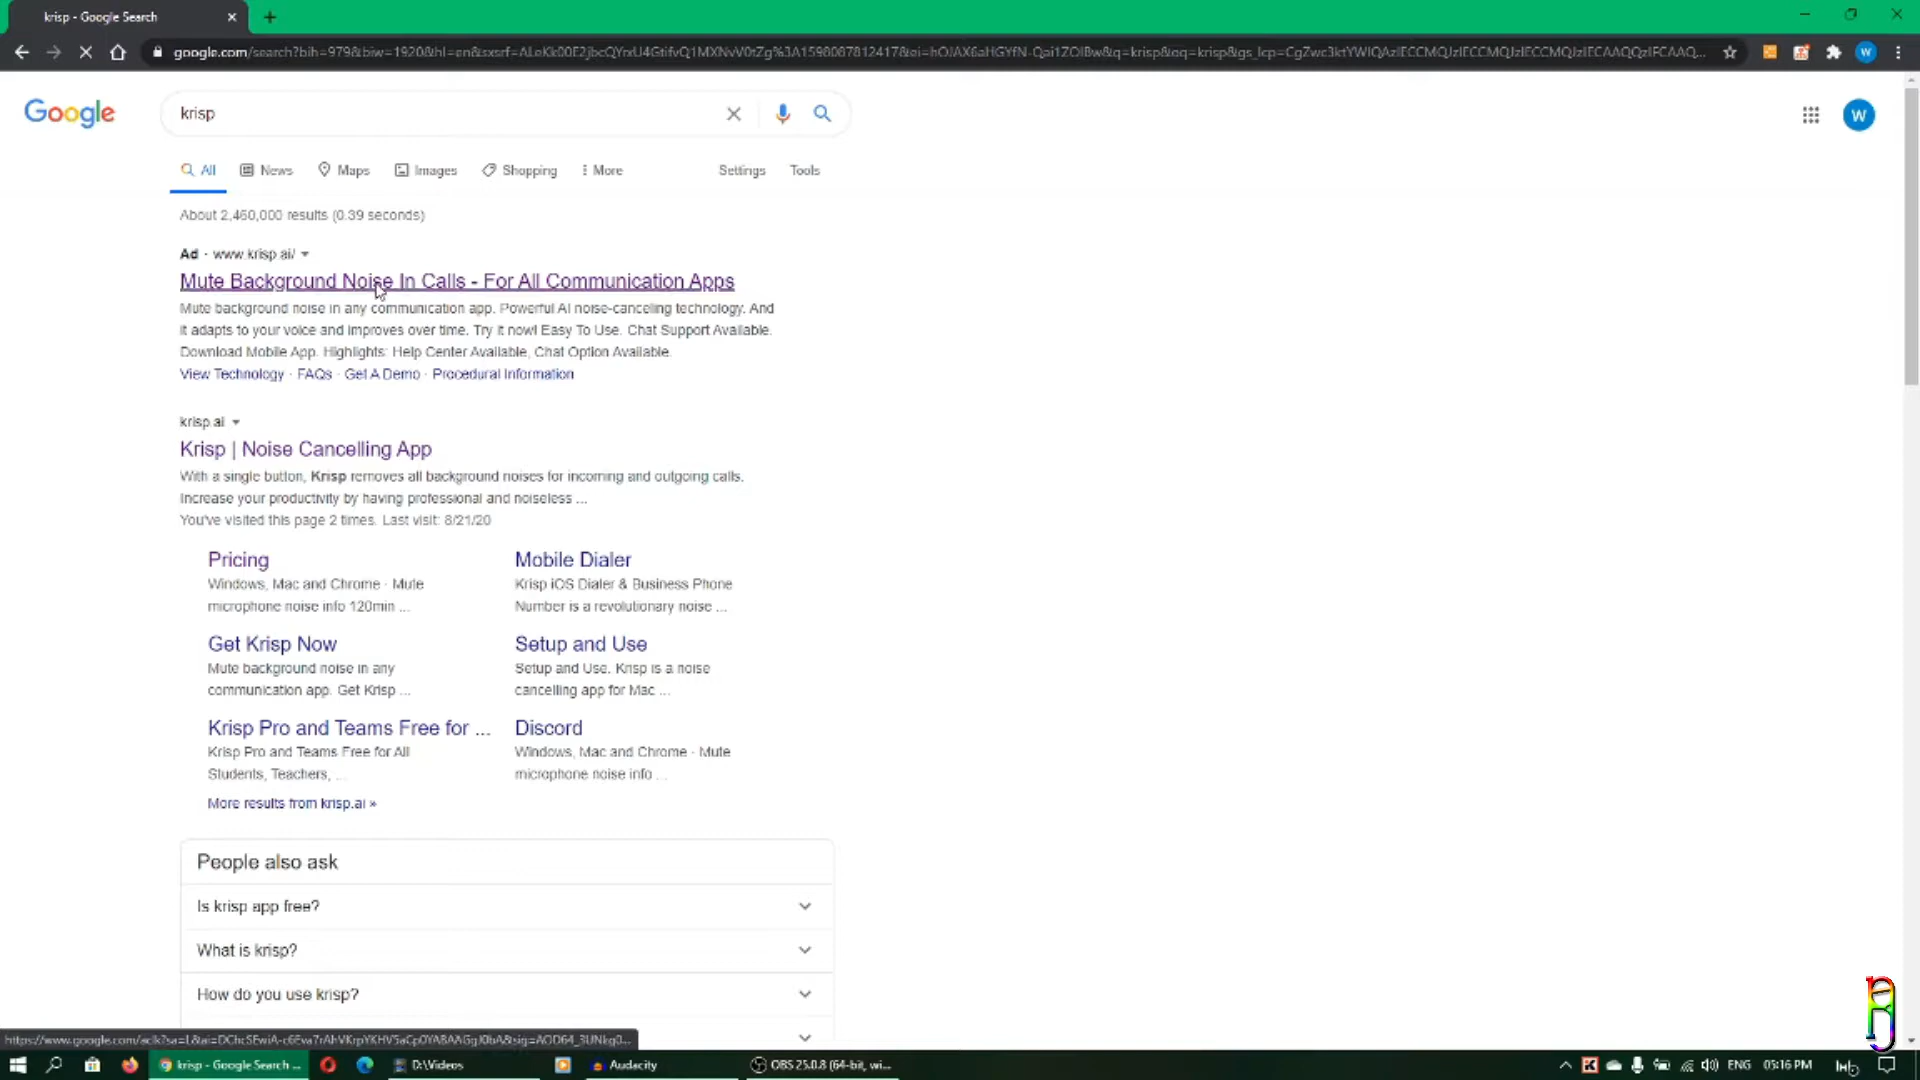 krisp - Google Search
google.com/search?bih=979&biw=1920&hl=en&sxsrf=
krisp
Google
W
All
News
Maps
Images
Shopping
More
Settings
Tools
About 2,460,000 results (0.39 seconds)
Ad · www.krisp.ai/
Mute Background Noise In Calls - For All Communication Apps
Mute background noise in any communication app. Powerful AI noise-canceling technology. And
it adapts to your voice and improves over time. Try it now! Easy To Use. Chat Support Available.
Download Mobile App. Highlights: Help Center Available, Chat Option Available.
View Technology · FAQs · Get A Demo · Procedural Information
krisp.ai
Krisp | Noise Cancelling App
With a single button, Krisp removes all background noises for incoming and outgoing calls.
Increase your productivity by having professional and noiseless ...
You've visited this page 2 times. Last visit: 8/21/20
Pricing
Windows, Mac and Chrome · Mute
microphone noise info 120min ...
Mobile Dialer
Krisp iOS Dialer & Business Phone
Number is a revolutionary noise ...
Get Krisp Now
Mute background noise in any
communication app. Get Krisp ...
Setup and Use
Setup and Use. Krisp is a noise
cancelling app for Mac ...
Krisp Pro and Teams Free for ...
Krisp Pro and Teams Free for All
Students, Teachers, ...
Discord
Windows, Mac and Chrome · Mute
microphone noise info ...
More results from krisp.ai »
People also ask
Is krisp app free?
What is krisp?
How do you use krisp?
krisp - Google Search ...
D:\Videos
Audacity
OBS 25.0.8 (64-bit, wi...
ENG
05:16 PM